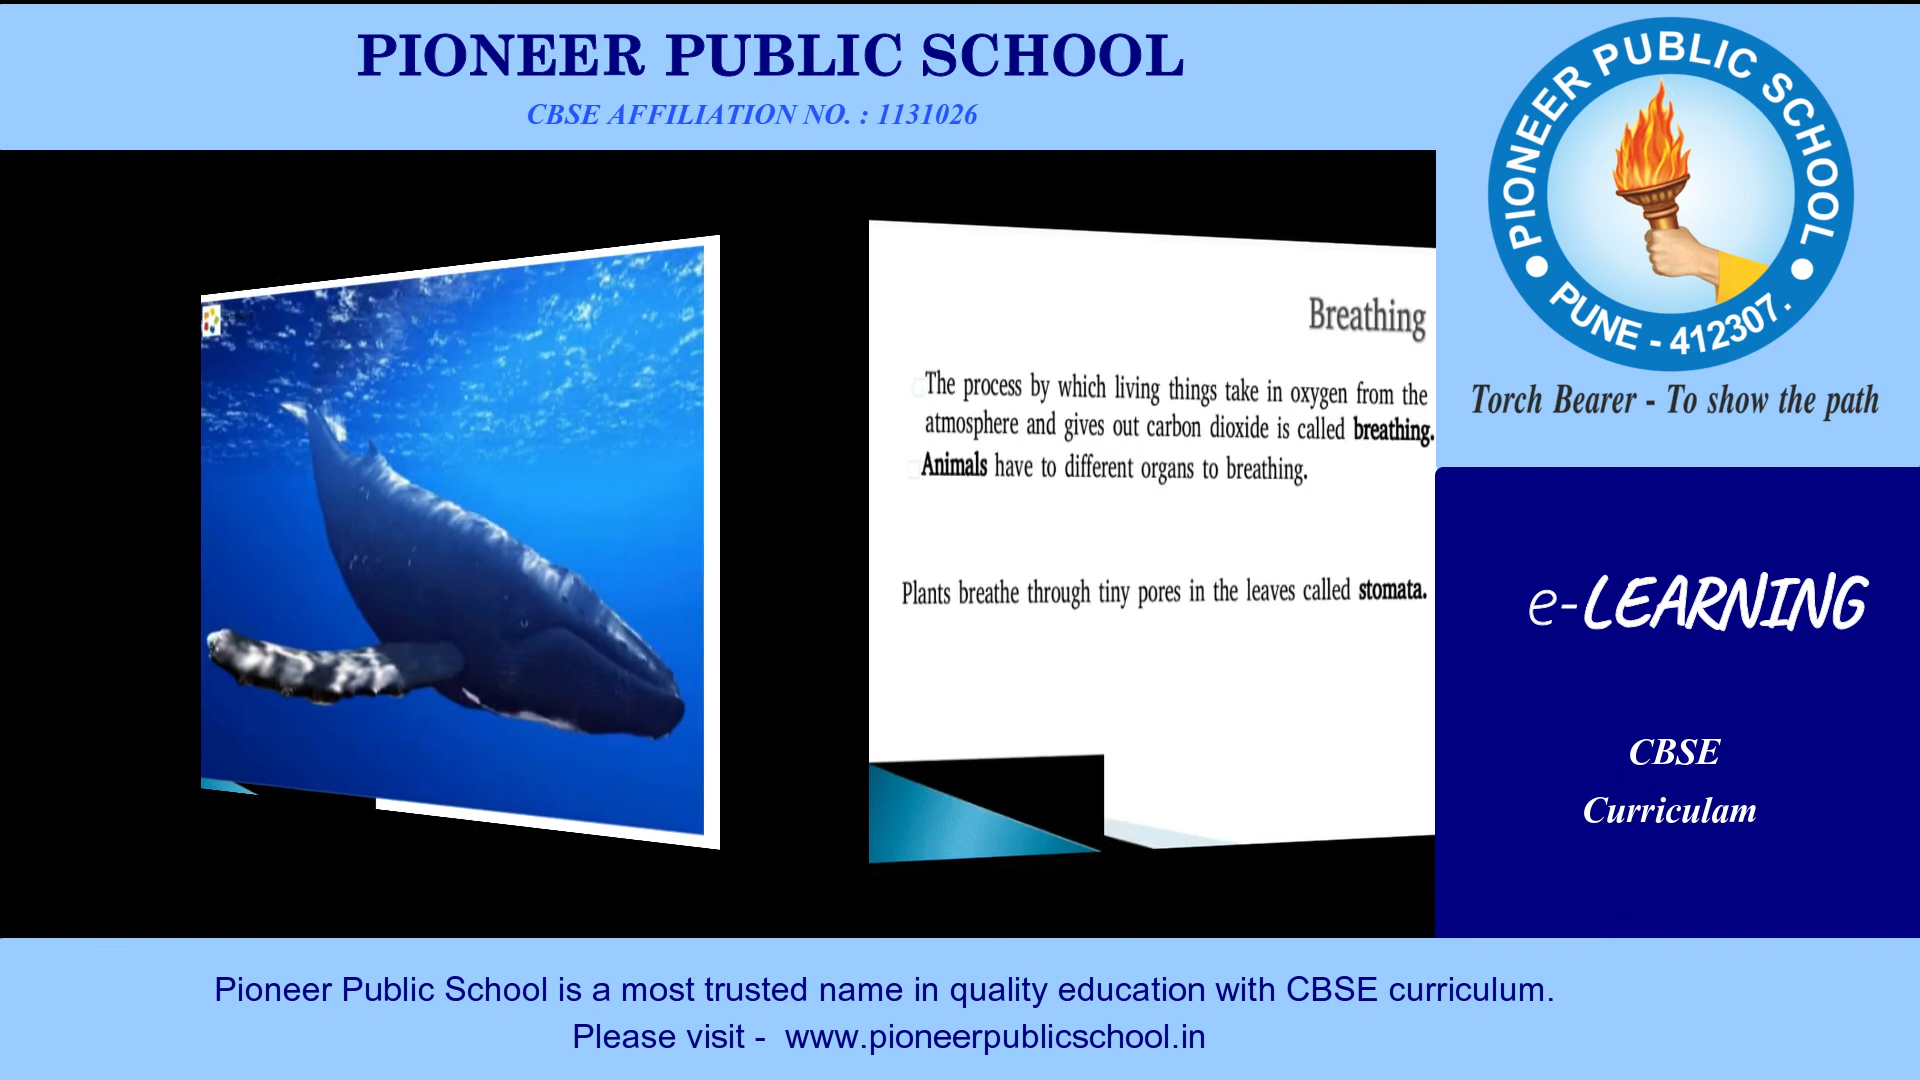 PIONEER PUBLIC SCHOOL
CBSE AFFILIATION NO. : 1131026
PIONEER PUBLIC SCHOOL
PUNE - 412307.
Torch Bearer - To show the path
Breathing
The process by which living things take in oxygen from the
atmosphere and gives out carbon dioxide is called breathing.
Animals have to different organs to breathing.
Plants breathe through tiny pores in the leaves called stomata.
e-LEARNING
CBSE
Curriculam
Pioneer Public School is a most trusted name in quality education with CBSE curriculum.
Please visit - www.pioneerpublicschool.in